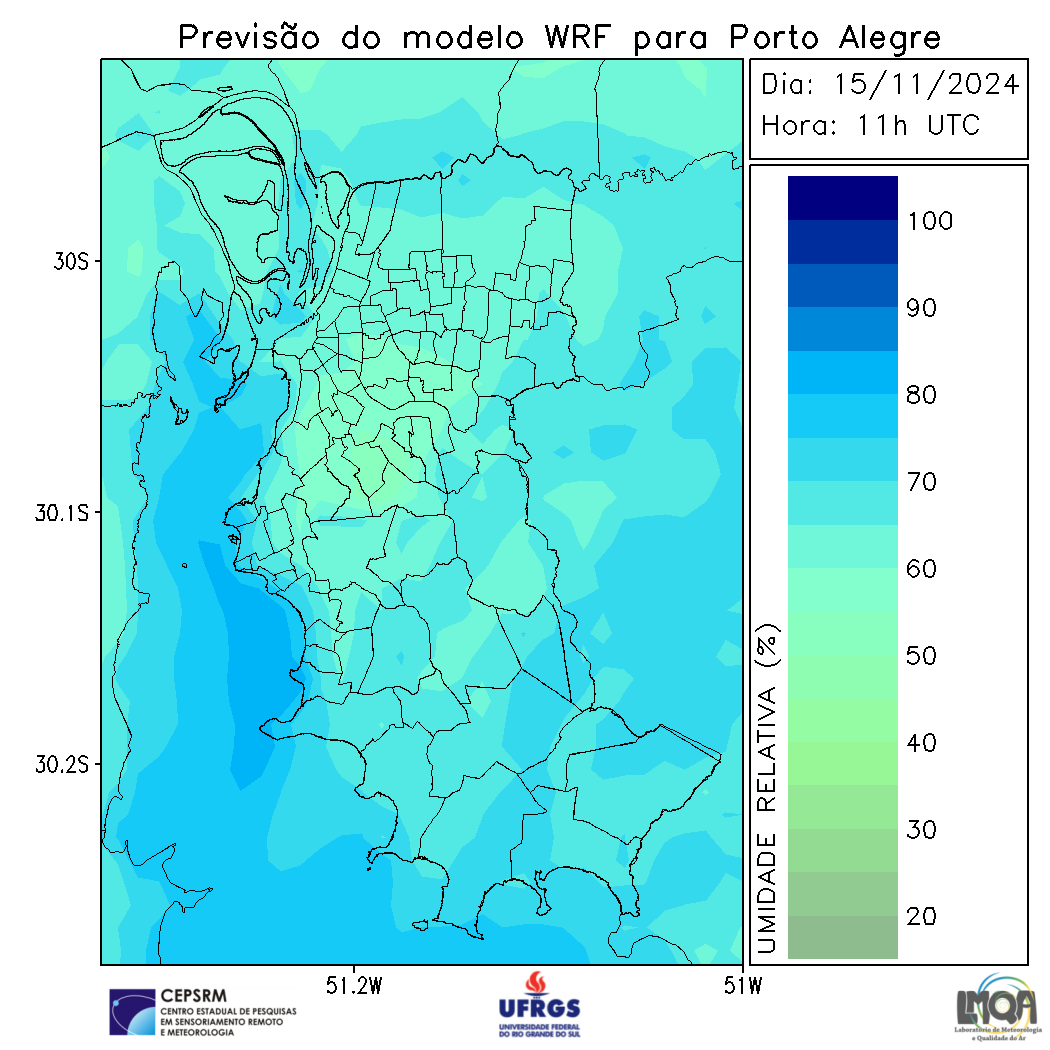 Previsão do modelo WRF para Porto Alegre
Dia: 15/11/2024
Hora: 11h UTC
30S
30.1S
30.2S
51.2W
51W
100
90
80
70
60
50
40
30
20
UMIDADE RELATIVA (%)
CEPSRM
CENTRO ESTADUAL DE PESQUISAS
EM SENSORIAMENTO REMOTO
E METEOROLOGIA
UFRGS
UNIVERSIDADE FEDERAL
DO RIO GRANDE DO SUL
LMQA
Laboratório de Meteorologia
e Qualidade do Ar